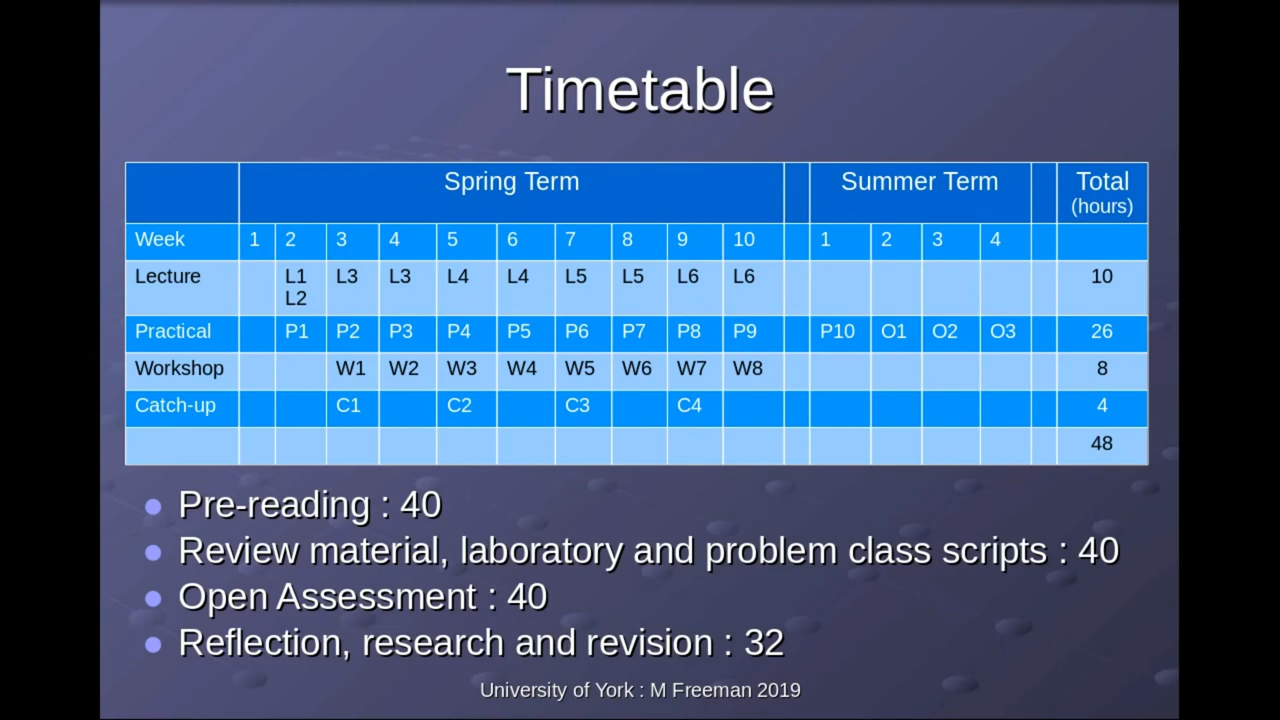 Timetable
Spring Term Summer Term Total
(hours)
Week 1 2 3 4 5 6 7 8 9 10 1 2 3 4
Lecture L1 L3 L3 L4 L4 L5 L5 L6 L6 10
L2
Practical P1 P2 P3 P4 P5 P6 P7 P8 P9 P10 O1 O2 O3 26
Workshop W1 W2 W3 W4 W5 W6 W7 W8 8
Catch-up C1 C2 C3 C4 4
48
Pre-reading : 40
Review material, laboratory and problem class scripts : 40
Open Assessment : 40
Reflection, research and revision : 32
University of York : M Freeman 2019